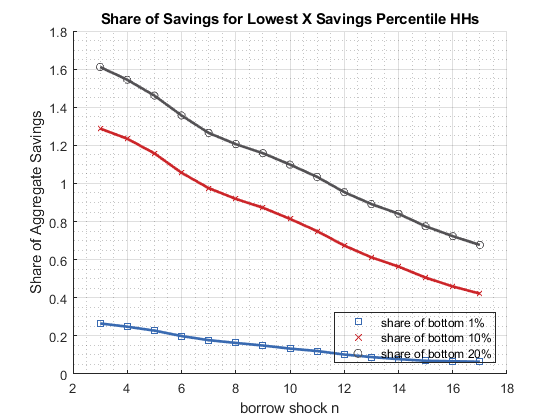 Share of Savings for Lowest X Savings Percentile HHs
1.8
1.6
1.4
1.2
1
0.8
0.6
0.4
0.2
0
Share of Aggregate Savings
share of bottom 1%
share of bottom 10%
share of bottom 20%
2 4 6 8 10 12 14 16 18
borrow shock n